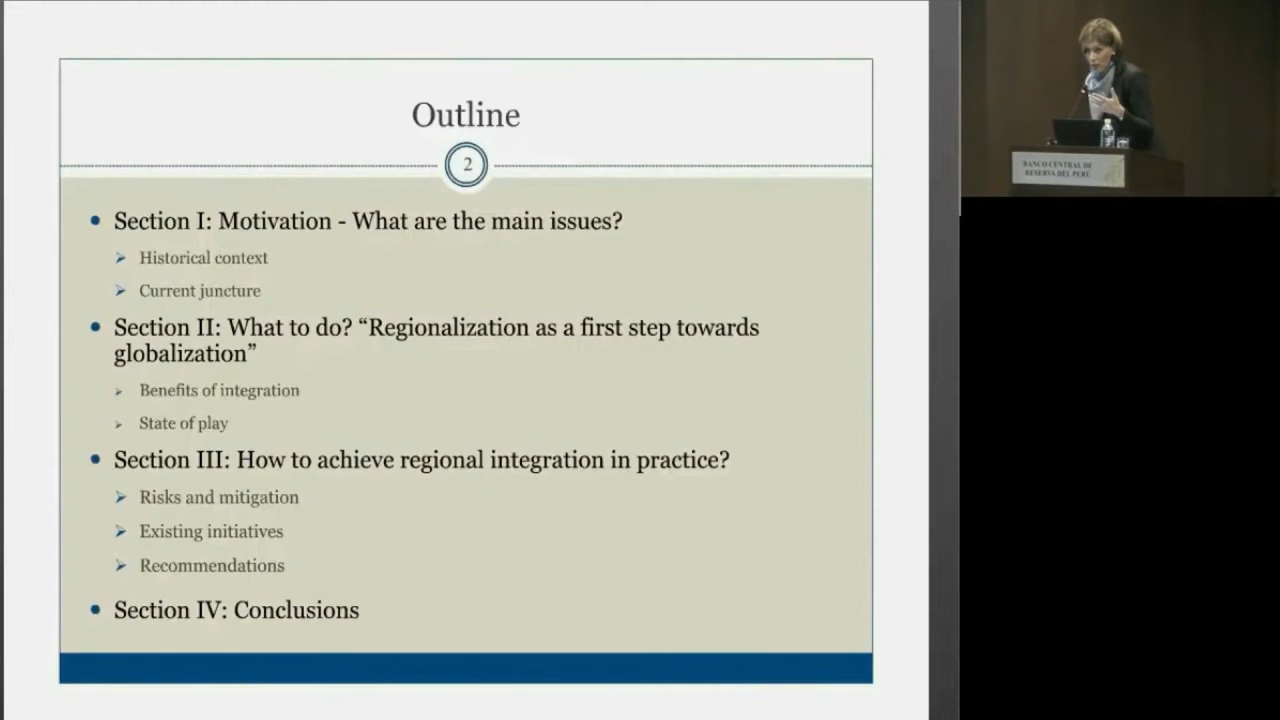 Outline
2
Section I: Motivation - What are the main issues?
Historical context
Current juncture
Section II: What to do? “Regionalization as a first step towards
globalization”
Benefits of integration
State of play
Section III: How to achieve regional integration in practice?
Risks and mitigation
Existing initiatives
Recommendations
Section IV: Conclusions
BANCO CENTRAL DE
RESERVA DEL PERÚ